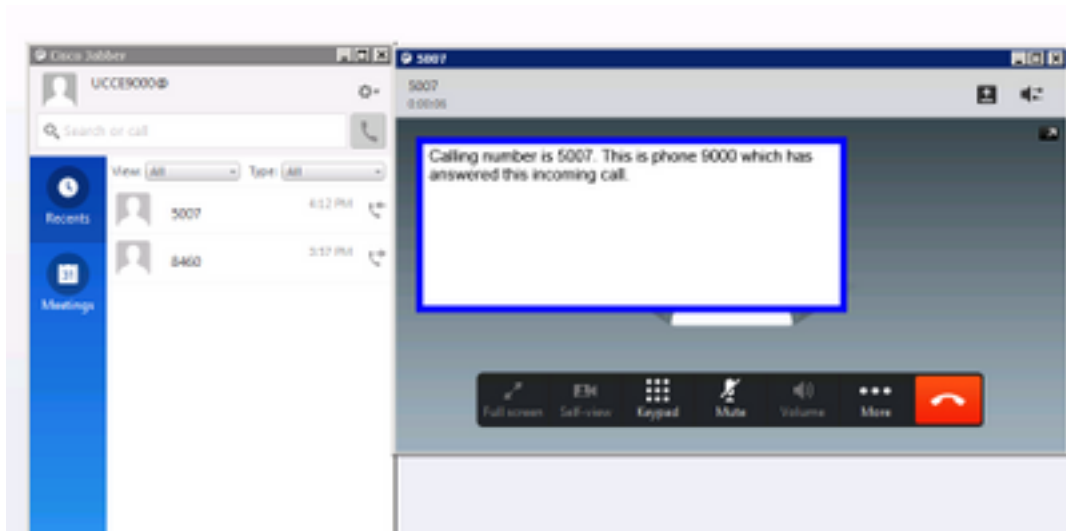 Cisco Jabber
UCCE9000@
Search or call
View: All Type: All
Recents
5007 4:12 PM
8460 3:57 PM
31
Meetings
5007
5007
0:00:06
Calling number is 5007. This is phone 9000 which has
answered this incoming call.
Full screen Self-view Keypad Mute Volume More